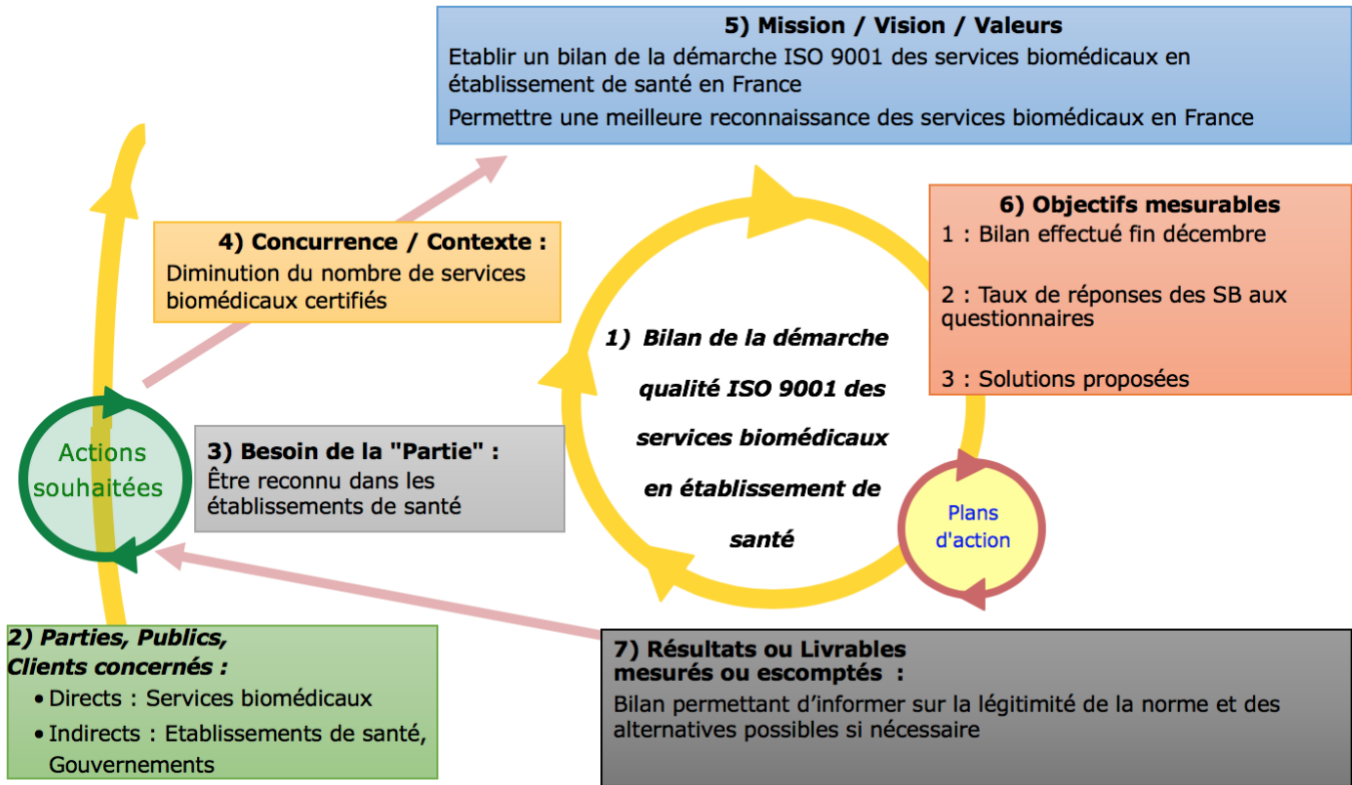 5) Mission / Vision / Valeurs
Etablir un bilan de la démarche ISO 9001 des services biomédicaux en
établissement de santé en France
Permettre une meilleure reconnaissance des services biomédicaux en France
4) Concurrence / Contexte :
Diminution du nombre de services
biomédicaux certifiés
6) Objectifs mesurables
1 : Bilan effectué fin décembre
2 : Taux de réponses des SB aux
questionnaires
3 : Solutions proposées
1) Bilan de la démarche
qualité ISO 9001 des
services biomédicaux
en établissement de
santé
Actions
souhaitées
3) Besoin de la "Partie" :
Être reconnu dans les
établissements de santé
Plans
d'action
2) Parties, Publics,
Clients concernés :
• Directs : Services biomédicaux
• Indirects : Etablissements de santé,
Gouvernements
7) Résultats ou Livrables
mesurés ou escomptés :
Bilan permettant d’informer sur la légitimité de la norme et des
alternatives possibles si nécessaire